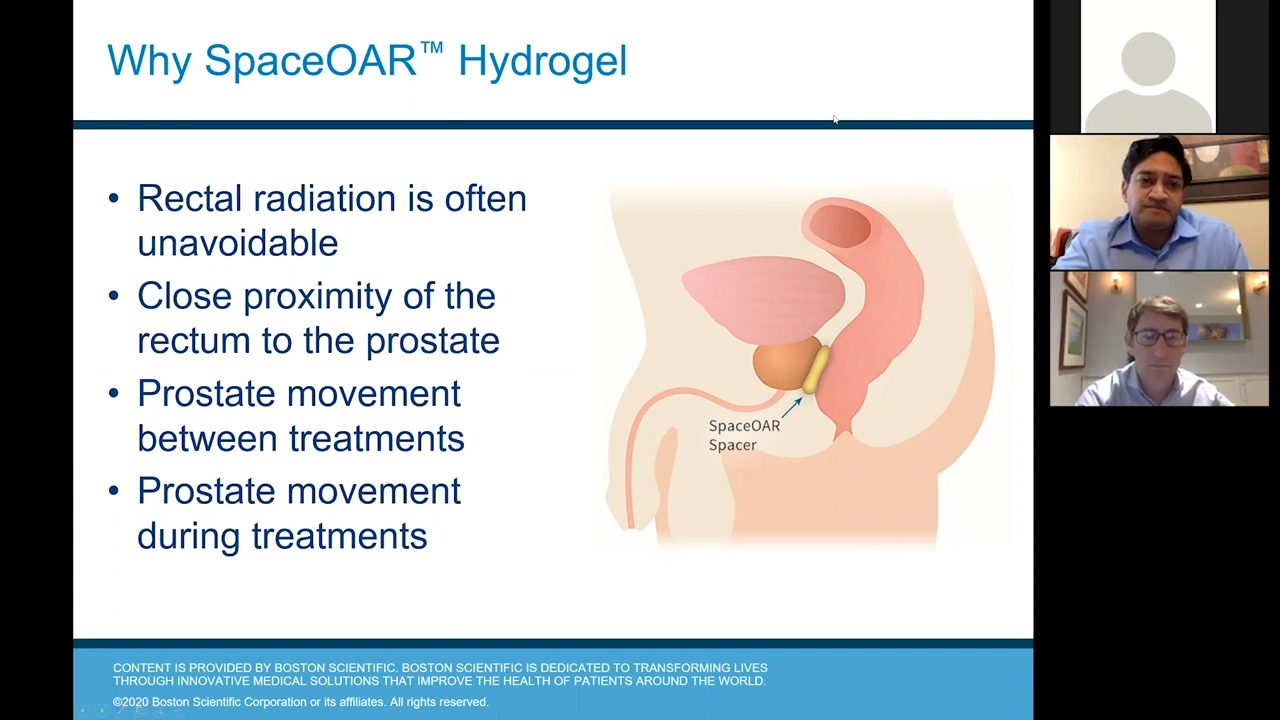 Why SpaceOAR™ Hydrogel
• Rectal radiation is often
unavoidable
• Close proximity of the
rectum to the prostate
• Prostate movement
between treatments
• Prostate movement
during treatments
SpaceOAR
Spacer
CONTENT IS PROVIDED BY BOSTON SCIENTIFIC. BOSTON SCIENTIFIC IS DEDICATED TO TRANSFORMING LIVES
THROUGH INNOVATIVE MEDICAL SOLUTIONS THAT IMPROVE THE HEALTH OF PATIENTS AROUND THE WORLD.
©2020 Boston Scientific Corporation or its affiliates. All rights reserved.